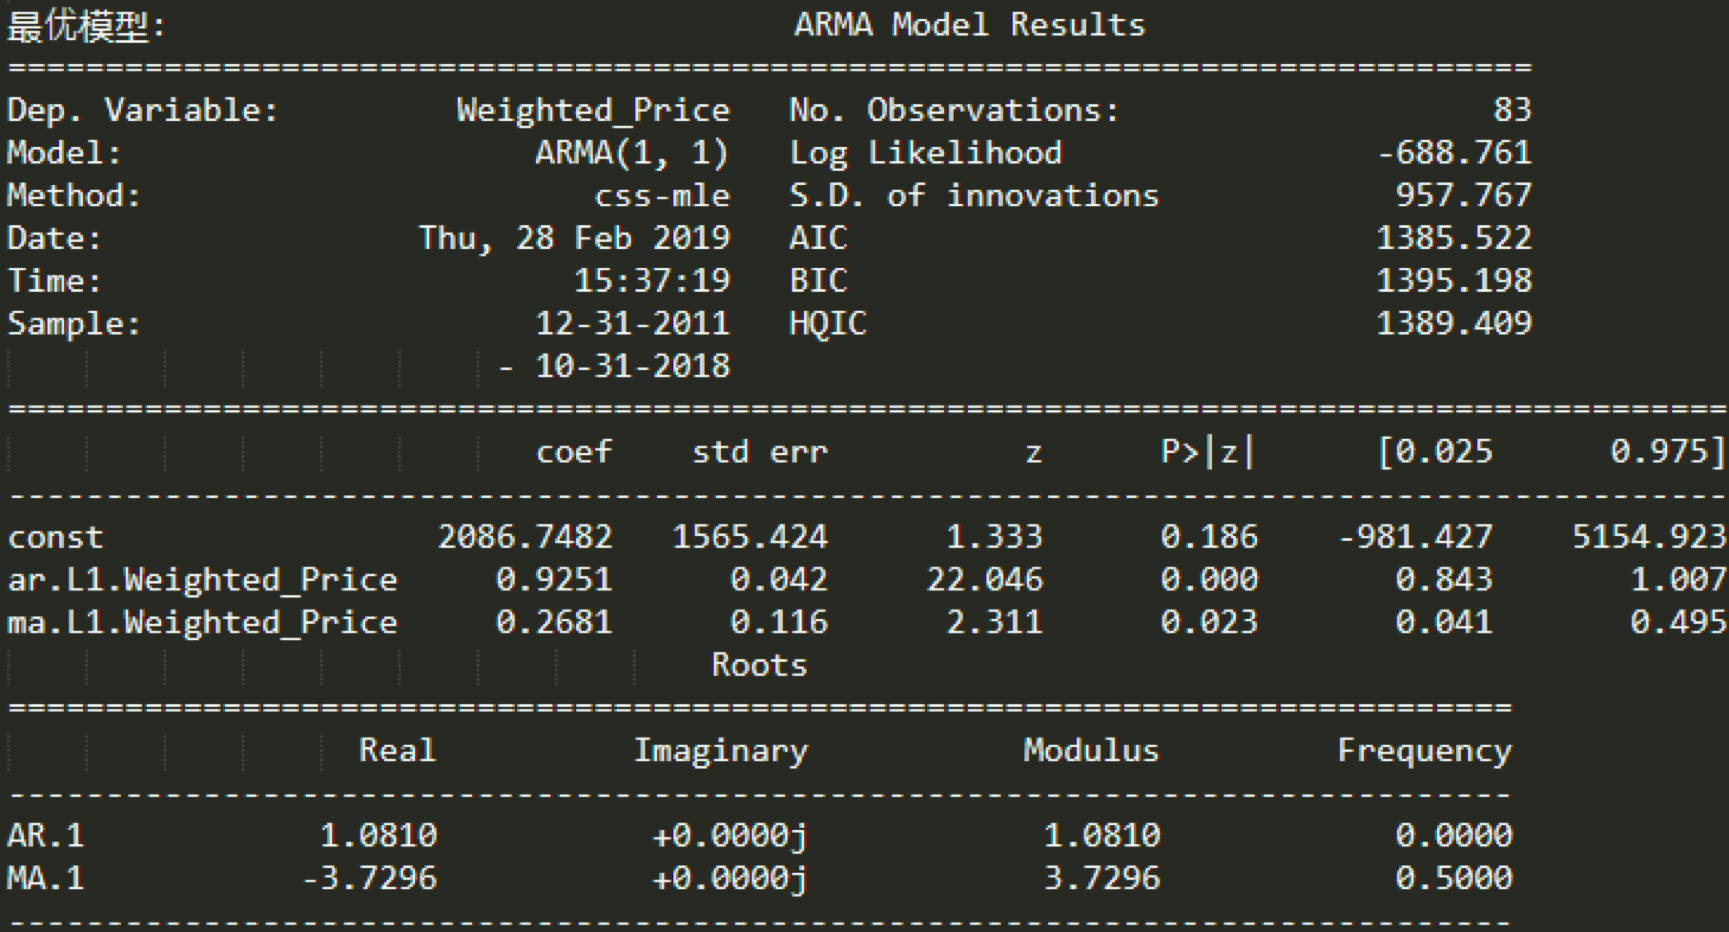 最优模型: ARMA Model Results
==============================================================================
Dep. Variable: Weighted_Price No. Observations: 83
Model: ARMA(1, 1) Log Likelihood -688.761
Method: css-mle S.D. of innovations 957.767
Date: Thu, 28 Feb 2019 AIC 1385.522
Time: 15:37:19 BIC 1395.198
Sample: 12-31-2011 HQIC 1389.409
- 10-31-2018
========================================================================================
coef std err z P>|z| [0.025 0.975]
----------------------------------------------------------------------------------------
const 2086.7482 1565.424 1.333 0.186 -981.427 5154.923
ar.L1.Weighted_Price 0.9251 0.042 22.046 0.000 0.843 1.007
ma.L1.Weighted_Price 0.2681 0.116 2.311 0.023 0.041 0.495
Roots
=============================================================================
Real Imaginary Modulus Frequency
-----------------------------------------------------------------------------
AR.1 1.0810 +0.0000j 1.0810 0.0000
MA.1 -3.7296 +0.0000j 3.7296 0.5000
-----------------------------------------------------------------------------